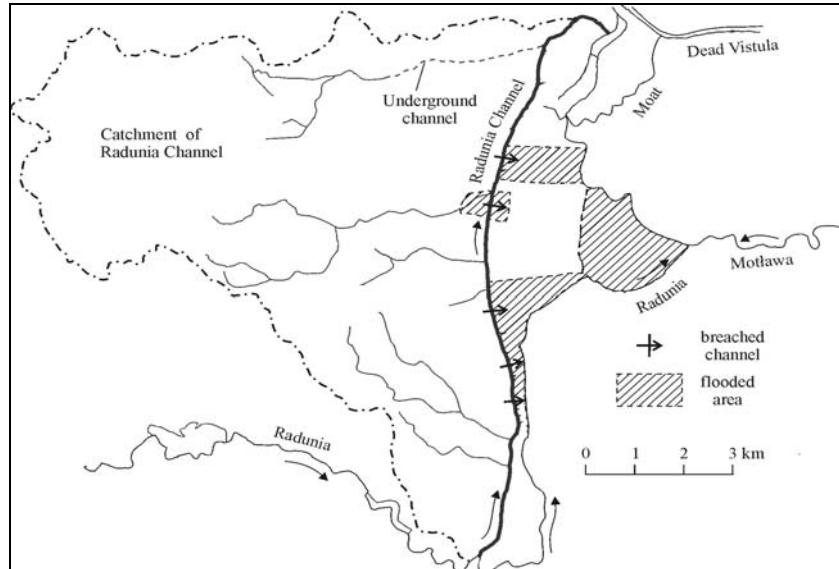 Dead Vistula
Moat
Underground
channel
Radunia Channel
Catchment of
Radunia Channel
Motława
Radunia
breached
channel
flooded
area
Radunia
0 1 2 3 km